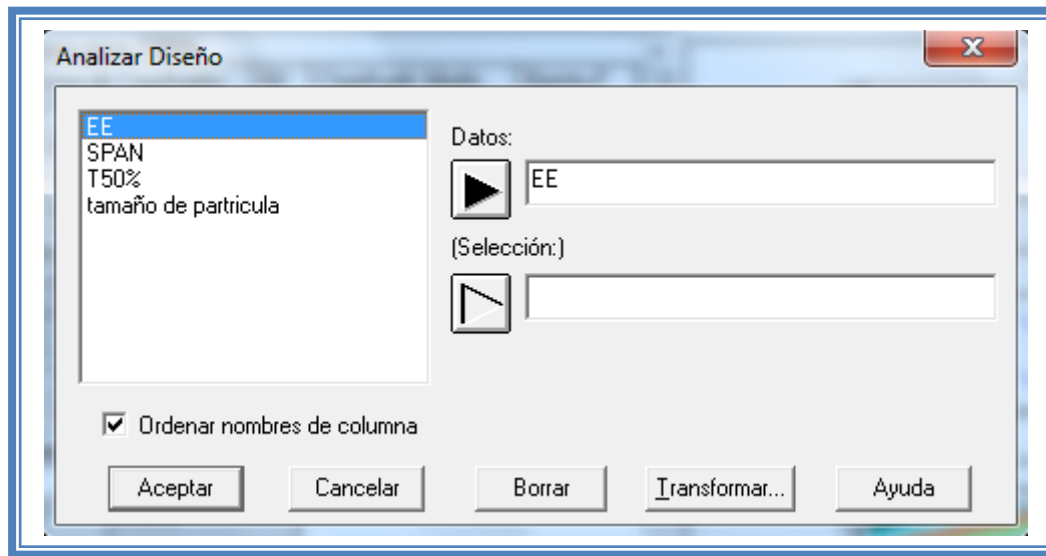 Analizar Diseño
EE
SPAN
T50%
tamaño de partricula
Datos:
EE
(Selección:)
Ordenar nombres de columna
Aceptar
Cancelar
Borrar
Transformar...
Ayuda